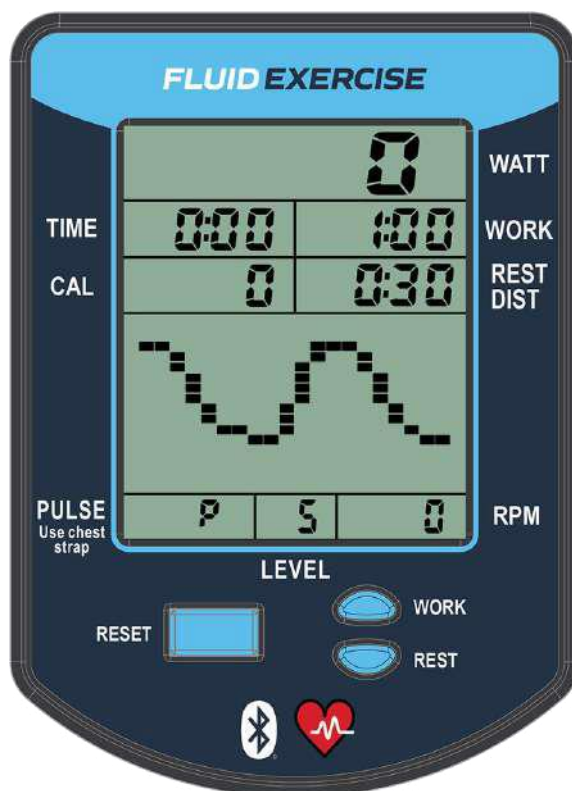 FLUID EXERCISE
0 WATT
TIME 0:00 1:00 WORK
CAL 0 0:30 REST
DIST
PULSE P 5 0 RPM
Use chest
strap
LEVEL
WORK
RESET
REST